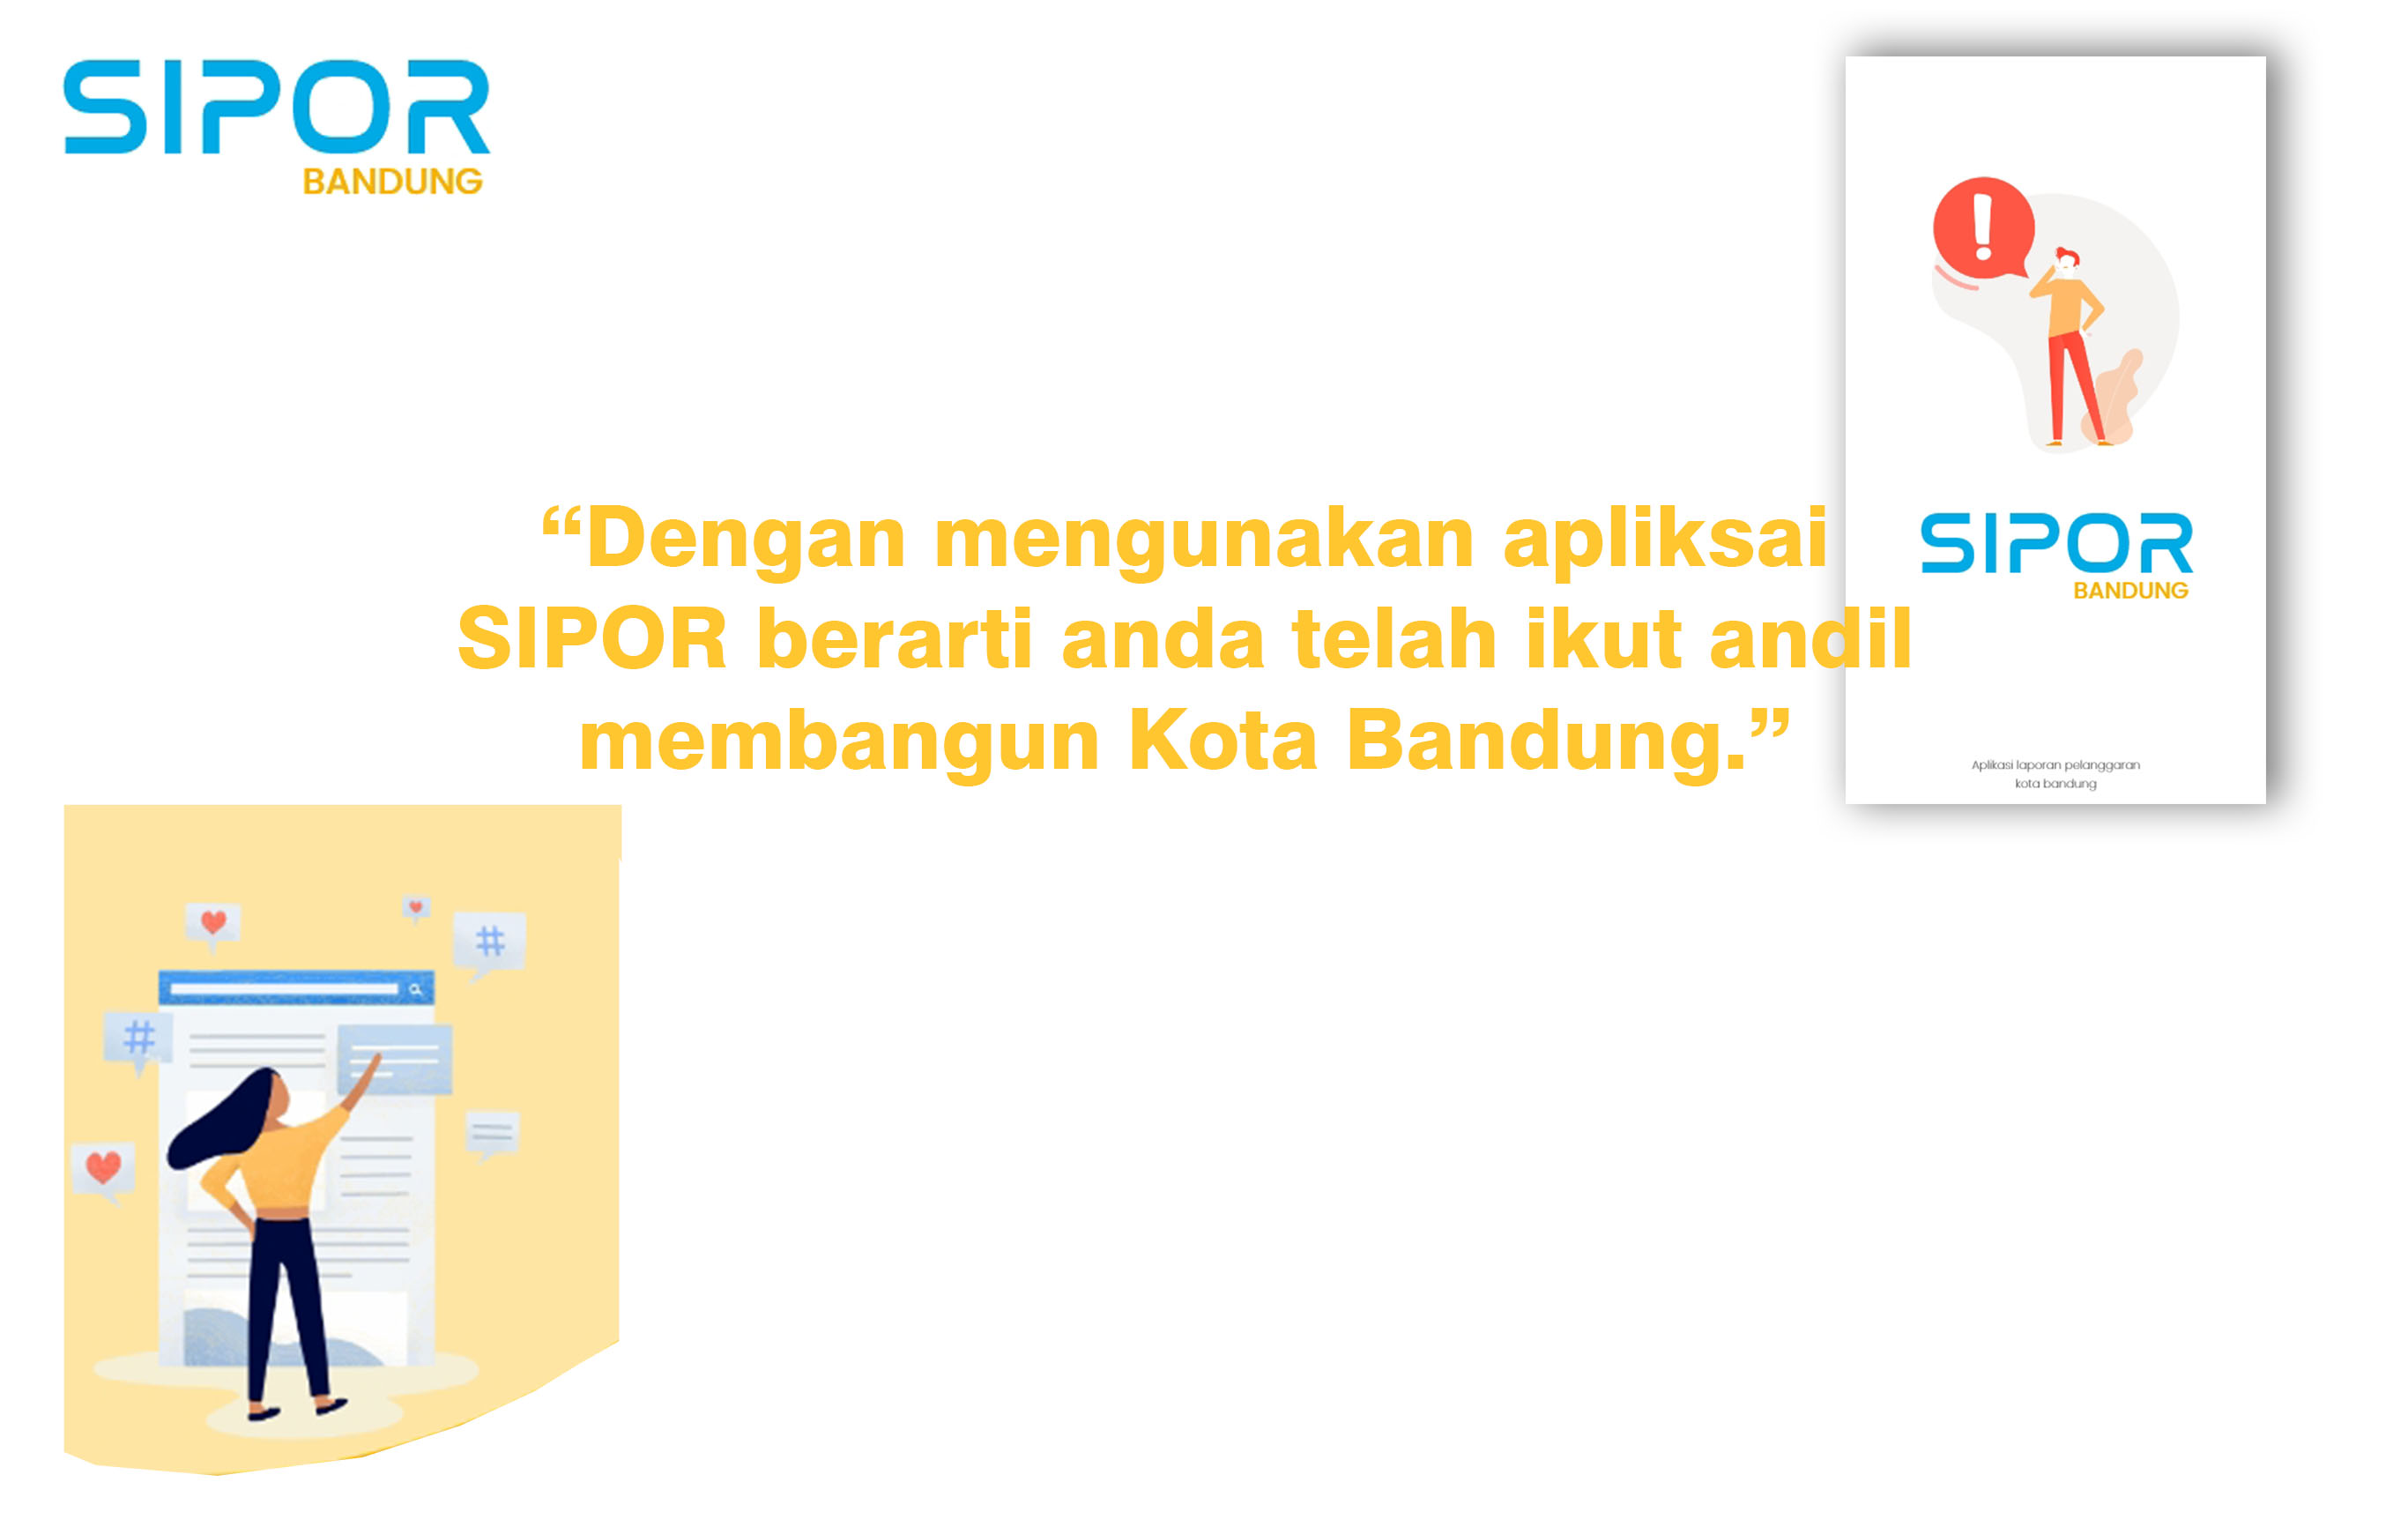 SIPOR
BANDUNG
“Dengan mengunakan apliksai
SIPOR berarti anda telah ikut andil
membangun Kota Bandung.”
!
SIPOR
BANDUNG
Aplikasi laporan pelanggaran
kota bandung
#
#